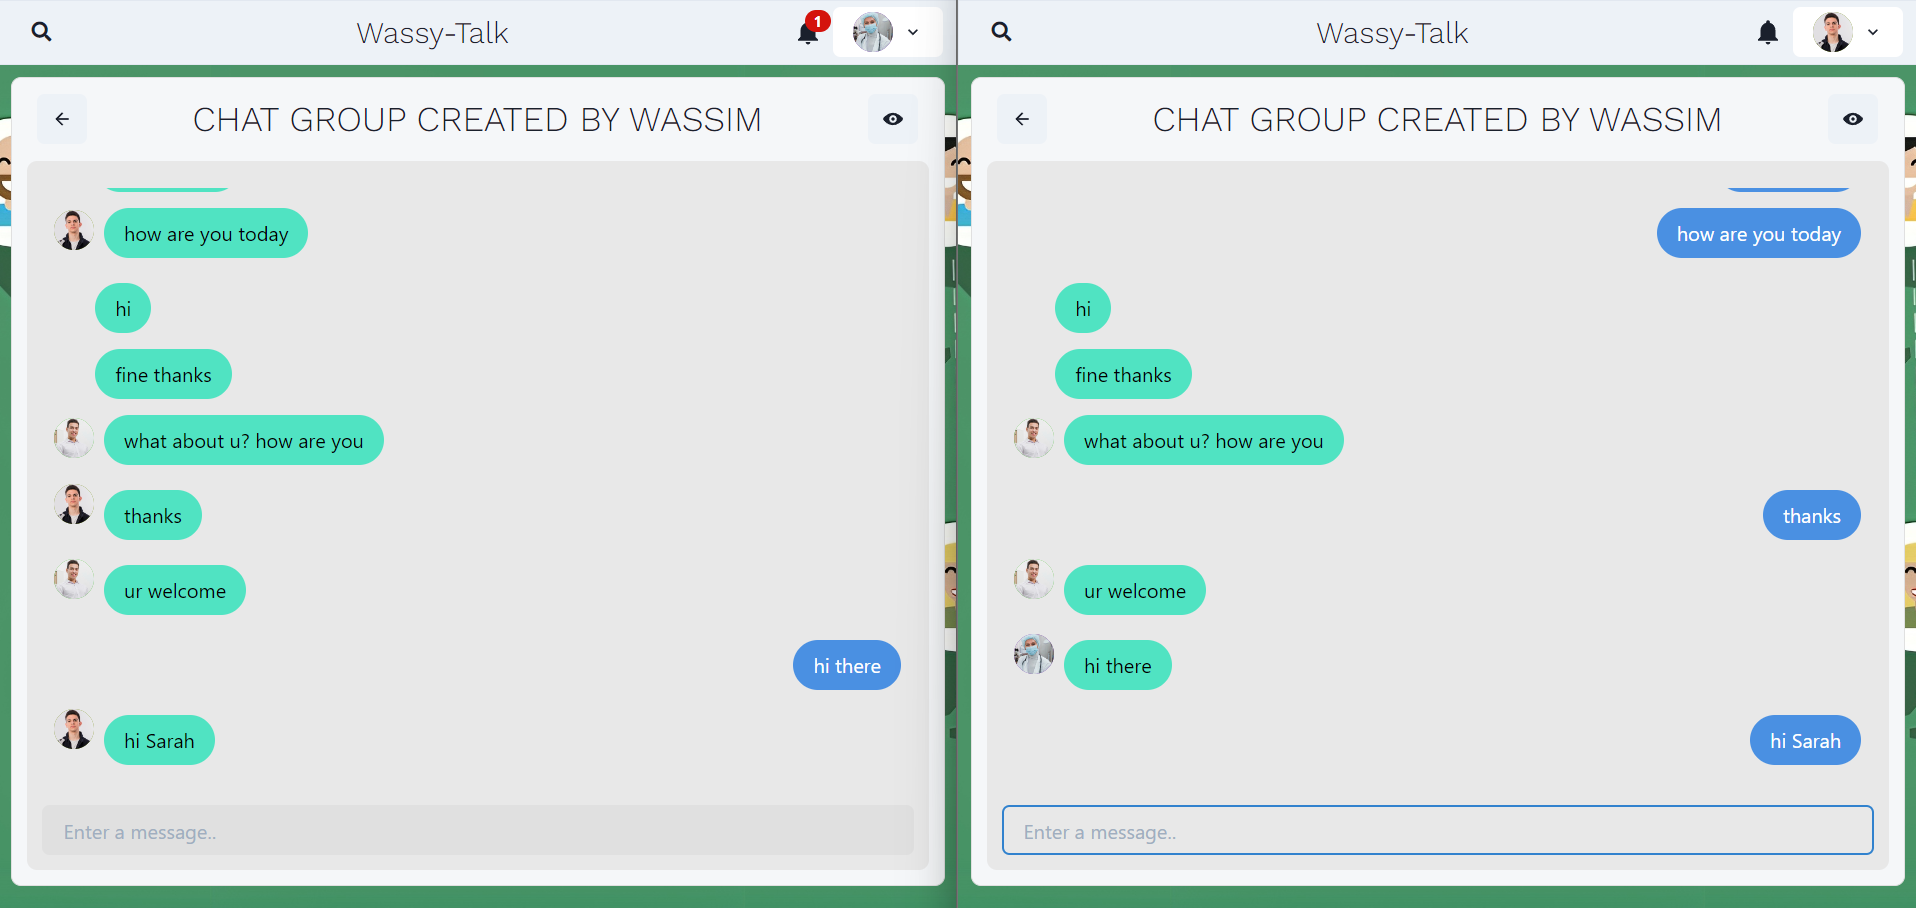 Wassy-Talk
1
CHAT GROUP CREATED BY WASSIM
how are you today
hi
fine thanks
what about u? how are you
thanks
ur welcome
hi there
hi Sarah
Enter a message..
Wassy-Talk
CHAT GROUP CREATED BY WASSIM
how are you today
hi
fine thanks
what about u? how are you
thanks
ur welcome
hi there
hi Sarah
Enter a message..